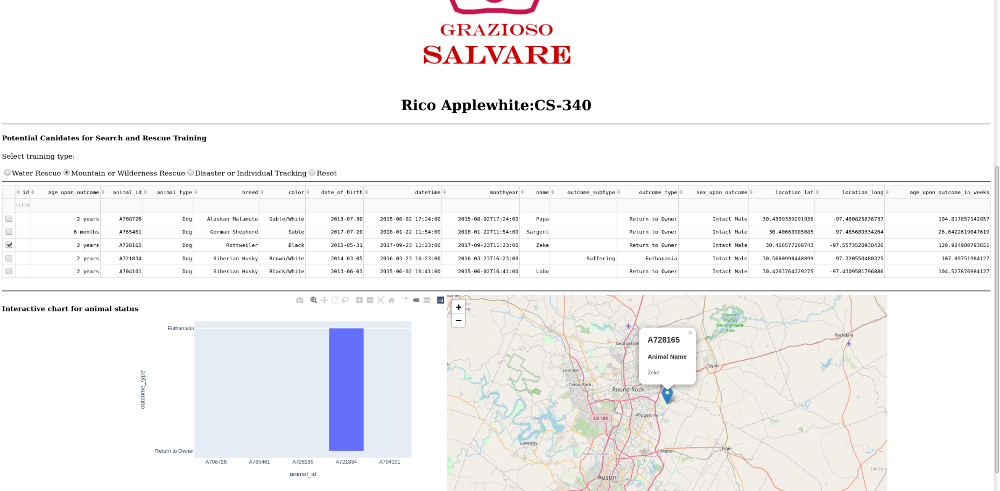 GRAZIOSO
SALVARE
Rico Applewhite:CS-340
Potential Canidates for Search and Rescue Training
Select training type:
Water Rescue Mountain or Wilderness Rescue Disaster or Individual Tracking Reset
id age_upon_outcome animal_id animal_type breed color date_of_birth datetime monthyear name outcome_subtype outcome_type sex_upon_outcome location_lat location_long age_upon_outcome_in_weeks
filte
2 years A708726 Dog Alaskan Malamute Sable/White 2013-07-30 2015-08-02 17:24:00 2015-08-02T17:24:00 Papa Return to Owner Intact Male 30.4309339291938 -97.480825836737 104.817857142857
6 months A765461 Dog German Shepherd Sable 2017-07-20 2018-01-22 11:54:00 2018-01-22T11:54:00 Sargent Return to Owner Intact Male 30.40668985085 -97.485680334264 26.6422619047619
2 years A728165 Dog Rottweiler Black 2015-05-31 2017-09-23 11:23:00 2017-09-23T11:23:00 Zeke Return to Owner Intact Male 30.466577208743 -97.5573520930426 120.924900793651
2 years A721834 Dog Siberian Husky Brown/White 2014-03-05 2016-03-23 16:23:00 2016-03-23T16:23:00 Suffering Euthanasia Intact Male 30.5680998448899 -97.320550480325 107.09751984127
2 years A704101 Dog Siberian Husky Black/White 2013-06-01 2015-06-02 16:41:00 2015-06-02T16:41:00 Lobo Return to Owner Intact Male 30.4263764229275 -97.4309581796886 104.527876984127
Interactive chart for animal status
Euthanasia
Return to Owner
outcome_type
A708726 A765461 A728165 A721834 A704101
animal_id
+
−
Granger
Wildlife
Management
Area
Rockdale
Georgetow
A728165
Animal Name
Zeke
×
Taylor
Leander
Cedar Park
Round Rock
US 183
Pflugerville
Lake Travis
Lakeway
Travis County
Manor
Elgin
Austin
Lee Coun